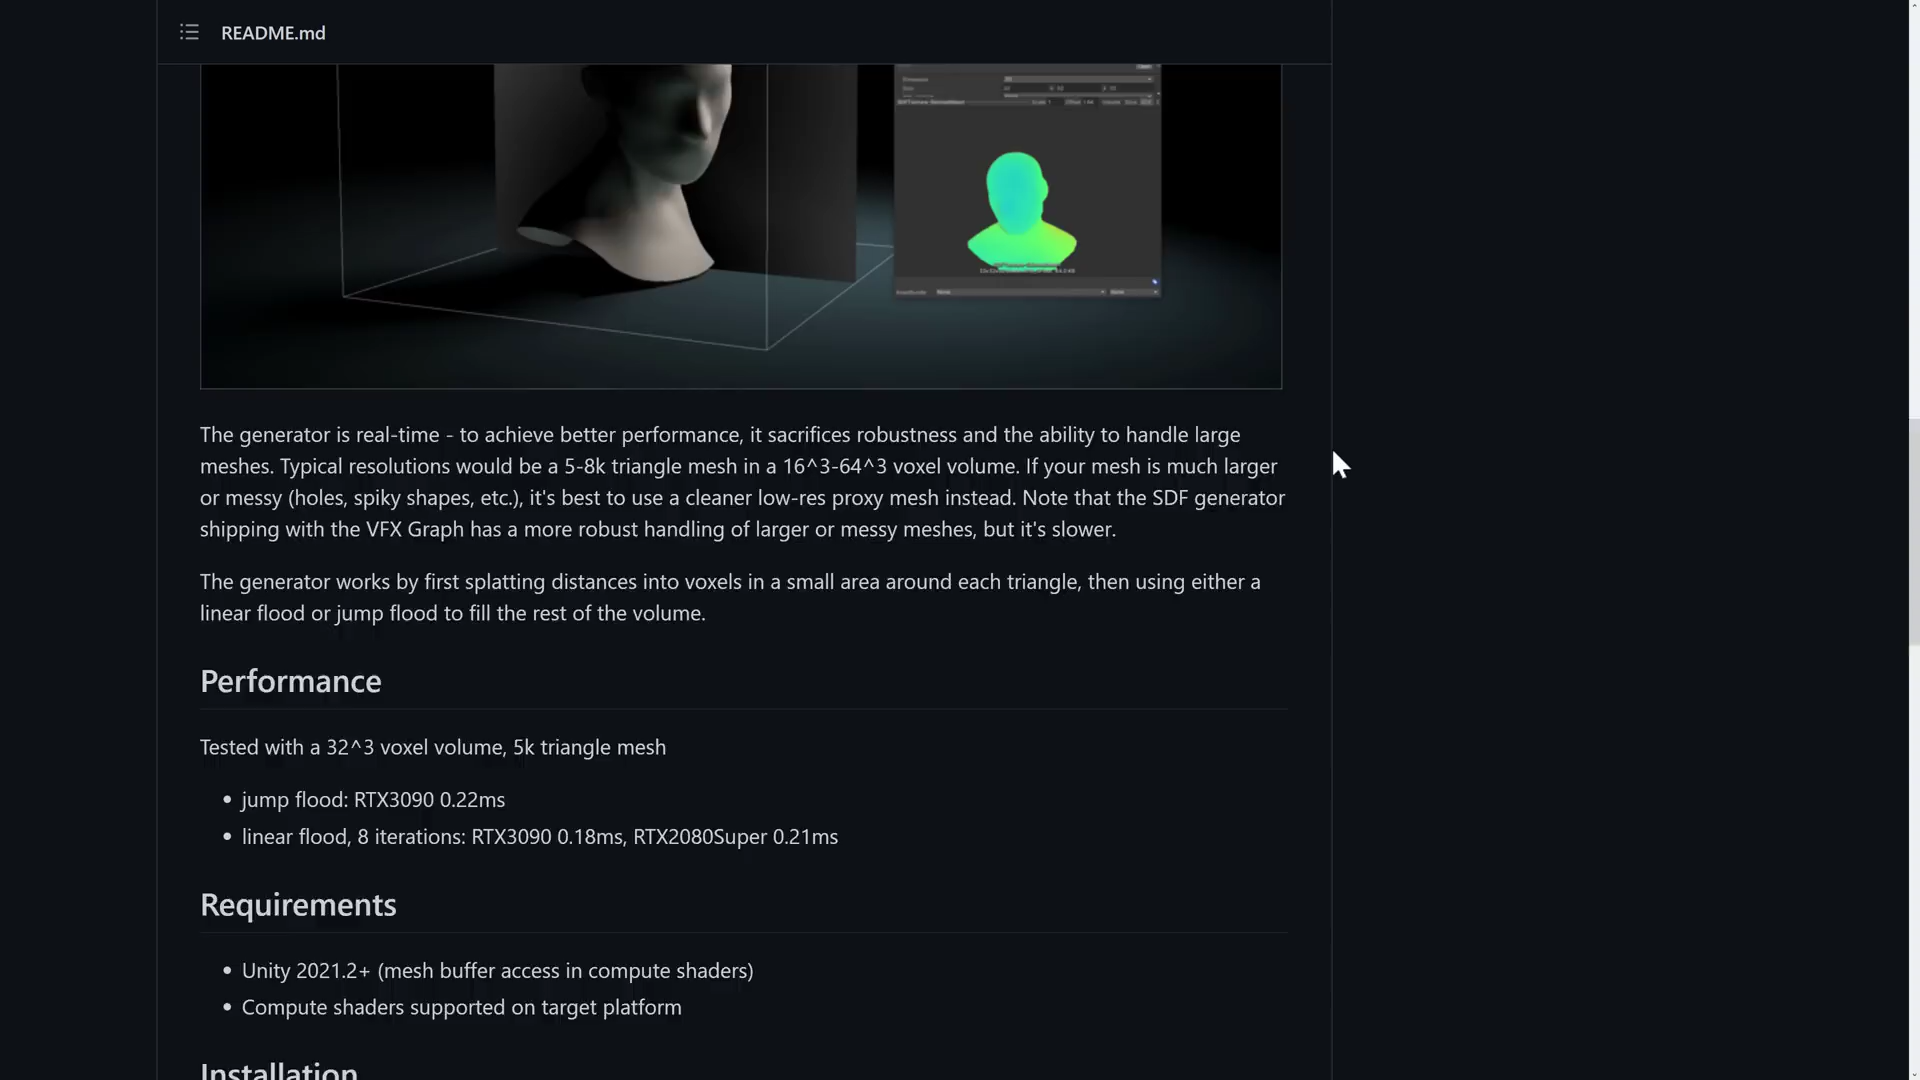 README.md
The generator is real-time - to achieve better performance, it sacrifices robustness and the ability to handle large
meshes. Typical resolutions would be a 5-8k triangle mesh in a 16^3-64^3 voxel volume. If your mesh is much larger
or messy (holes, spiky shapes, etc.), it's best to use a cleaner low-res proxy mesh instead. Note that the SDF generator
shipping with the VFX Graph has a more robust handling of larger or messy meshes, but it's slower.
The generator works by first splatting distances into voxels in a small area around each triangle, then using either a
linear flood or jump flood to fill the rest of the volume.
Performance
Tested with a 32^3 voxel volume, 5k triangle mesh
• jump flood: RTX3090 0.22ms
• linear flood, 8 iterations: RTX3090 0.18ms, RTX2080Super 0.21ms
Requirements
• Unity 2021.2+ (mesh buffer access in compute shaders)
• Compute shaders supported on target platform
Installation